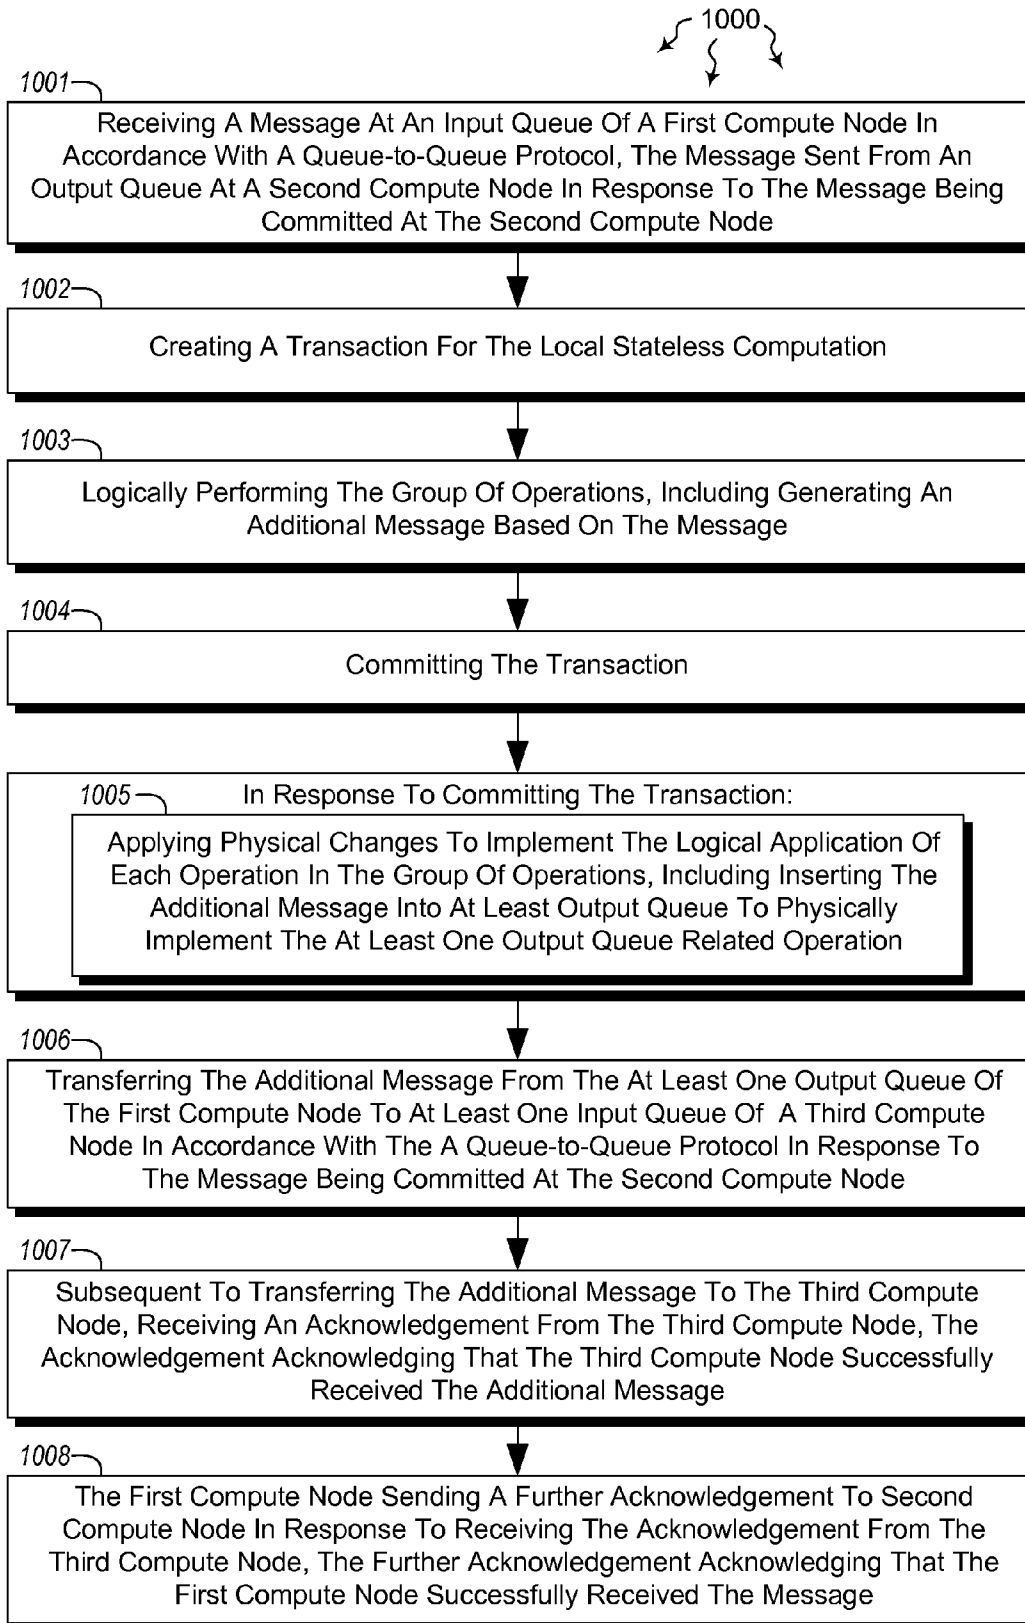 1000
1001
Receiving A Message At An Input Queue Of A First Compute Node In
Accordance With A Queue-to-Queue Protocol, The Message Sent From An
Output Queue At A Second Compute Node In Response To The Message Being
Committed At The Second Compute Node
1002
Creating A Transaction For The Local Stateless Computation
1003
Logically Performing The Group Of Operations, Including Generating An
Additional Message Based On The Message
1004
Committing The Transaction
1005
In Response To Committing The Transaction:
Applying Physical Changes To Implement The Logical Application Of
Each Operation In The Group Of Operations, Including Inserting The
Additional Message Into At Least Output Queue To Physically
Implement The At Least One Output Queue Related Operation
1006
Transferring The Additional Message From The At Least One Output Queue Of
The First Compute Node To At Least One Input Queue Of A Third Compute
Node In Accordance With The A Queue-to-Queue Protocol In Response To
The Message Being Committed At The Second Compute Node
1007
Subsequent To Transferring The Additional Message To The Third Compute
Node, Receiving An Acknowledgement From The Third Compute Node, The
Acknowledgement Acknowledging That The Third Compute Node Successfully
Received The Additional Message
1008
The First Compute Node Sending A Further Acknowledgement To Second
Compute Node In Response To Receiving The Acknowledgement From The
Third Compute Node, The Further Acknowledgement Acknowledging That The
First Compute Node Successfully Received The Message